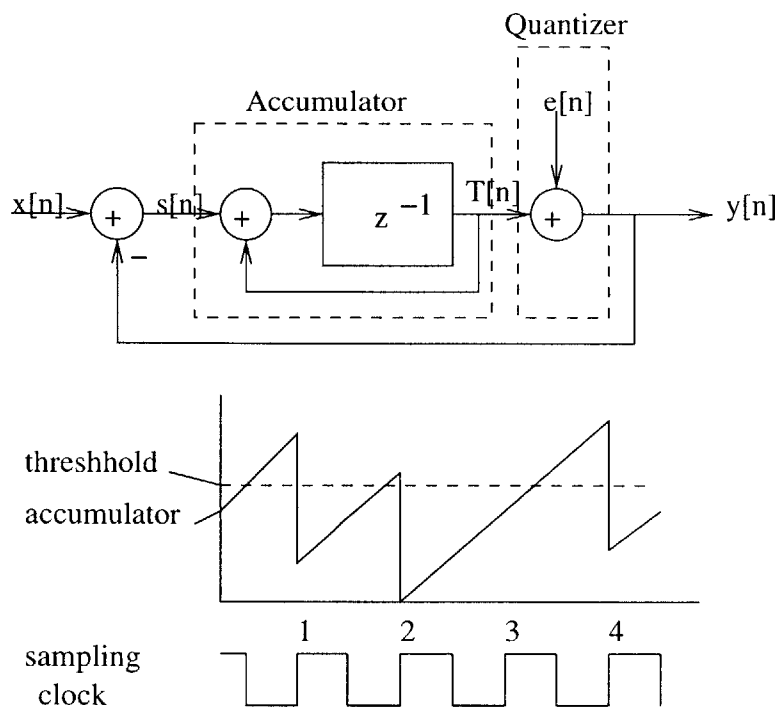 Quantizer
Accumulator
e[n]
x[n]
+
s[n]
+
z -1
T[n]
+
y[n]
−
threshhold
accumulator
1 2 3 4
sampling
clock